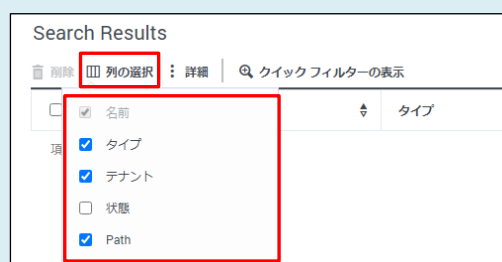 Search Results
削除 列の選択 詳細 クイック フィルターの表示
名前 タイプ
項
タイプ
テナント
状態
Path